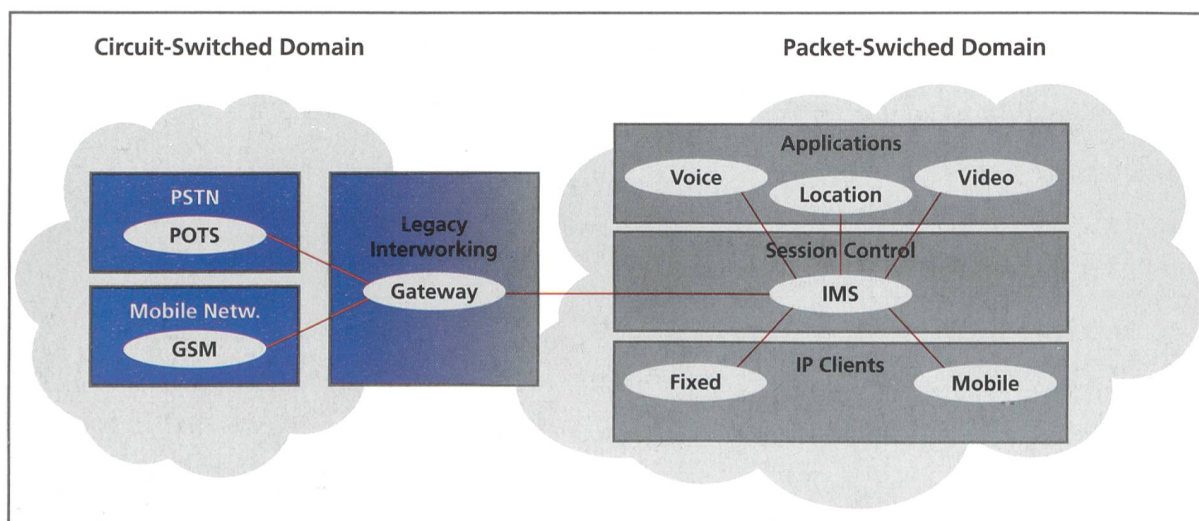 Circuit-Switched Domain
Packet-Swiched Domain
PSTN
POTS
Mobile Netw.
GSM
Legacy
Interworking
Gateway
Applications
Voice
Location
Video
Session Control
IMS
IP Clients
Fixed
Mobile